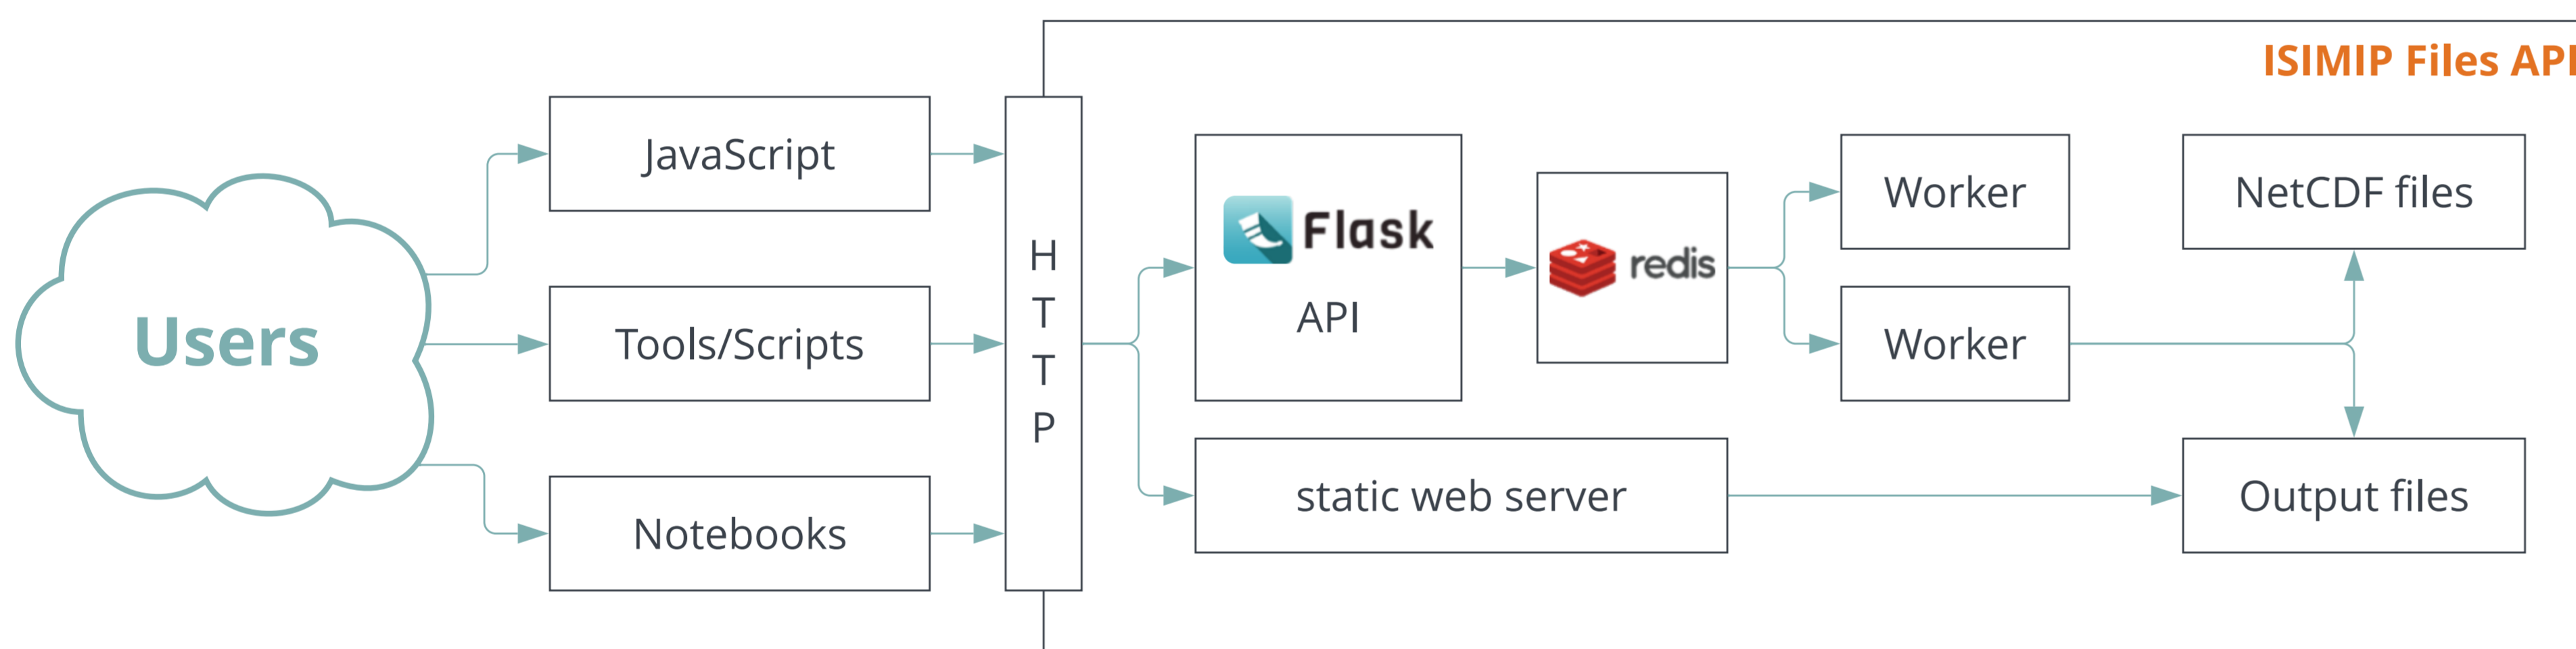 ISIMIP Files API
Users
JavaScript
Tools/Scripts
Notebooks
H
T
T
P
Flask
API
redis
static web server
Worker
Worker
NetCDF files
Output files